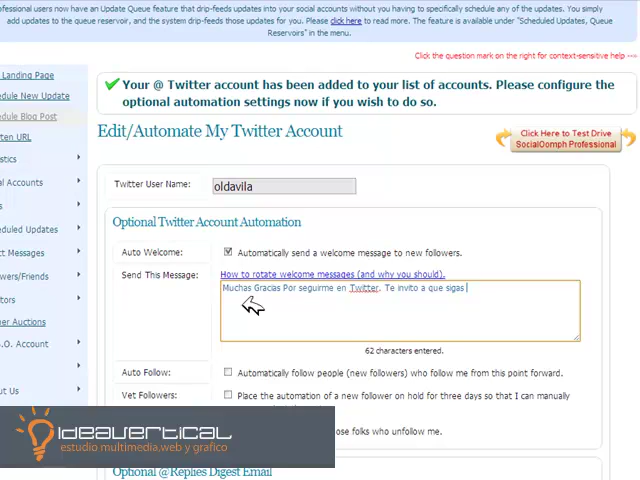 rofessional users now have an Update Queue feature that drip-feeds updates into your social accounts without you having to specifically schedule any of the updates. You simply
add updates to the queue reservoir, and the system drip-feeds those updates for you. Please click here to read more. The feature is available under "Scheduled Updates, Queue
Reservoirs" in the menu.
Click the question mark on the right for context-sensitive help --->
Landing Page
edule New Update
edule Blog Post
ten URL
istics
al Accounts
s
eduled Updates
ct Messages
wers/Friends
tors
er Auctions
S.O. Account
ut Us
Your @ Twitter account has been added to your list of accounts. Please configure the
optional automation settings now if you wish to do so.
Edit/Automate My Twitter Account
Click Here to Test Drive
SocialOomph Professional
Twitter User Name: oldavila
Optional Twitter Account Automation
Auto Welcome: Automatically send a welcome message to new followers.
Send This Message: How to rotate welcome messages (and why you should).
Muchas Gracias Por seguirme en Twitter. Te invito a que sigas
62 characters entered.
Auto Follow: Automatically follow people (new followers) who follow me from this point forward.
Vet Followers: Place the automation of a new follower on hold for three days so that I can manually
ose folks who unfollow me.
IDEAVERTICAL
estudio multimedia,web y grafico
Optional @Replies Digest Email